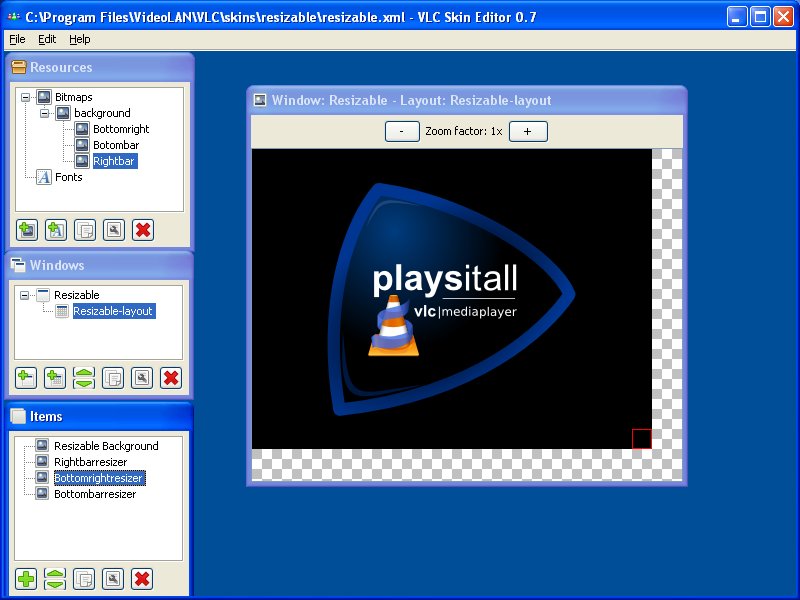 C:\Program Files\VideoLAN\VLC\skins\resizable\resizable.xml - VLC Skin Editor 0.7
File Edit Help
Resources
Bitmaps
background
Bottomright
Botombar
Rightbar
Fonts
Windows
Resizable
Resizable-layout
Items
Resizable Background
Rightbarresizer
Bottomrightresizer
Bottombarresizer
Window: Resizable - Layout: Resizable-layout
- Zoom factor: 1x +
playsitall
vlc|mediaplayer